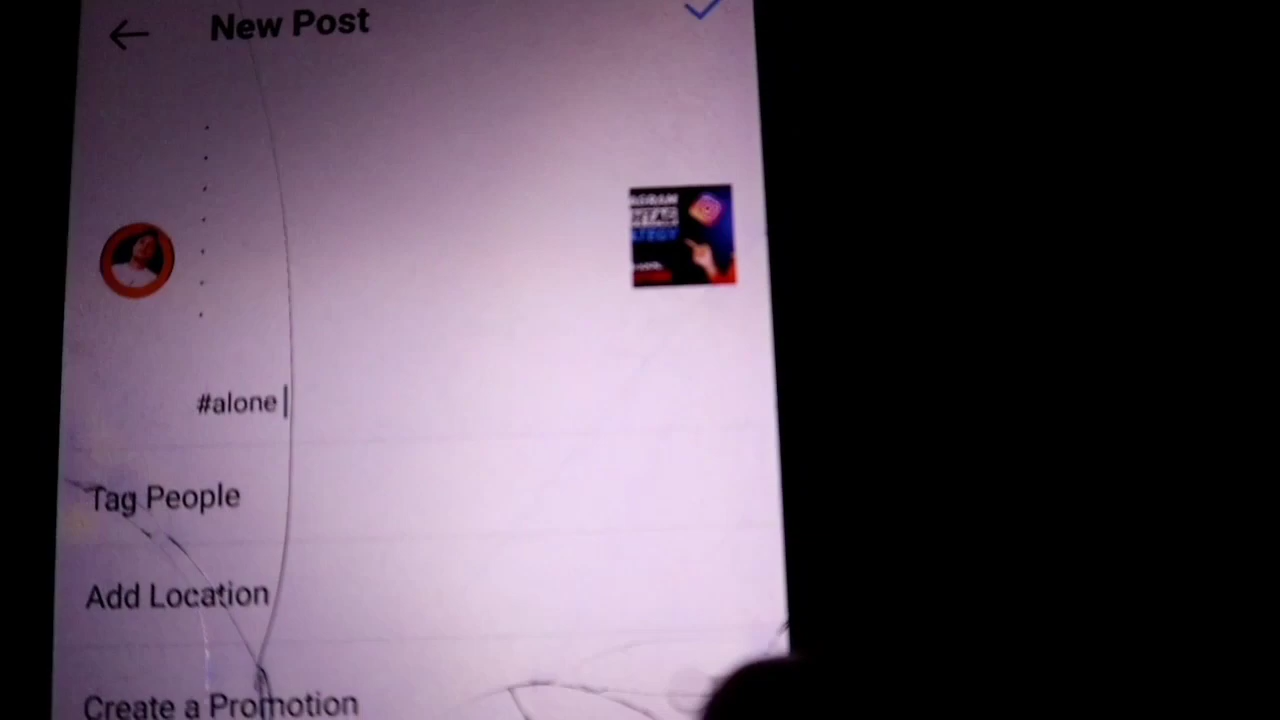 New Post
.
.
.
.
.
.
.
#alone
Tag People
Add Location
Create a Promotion